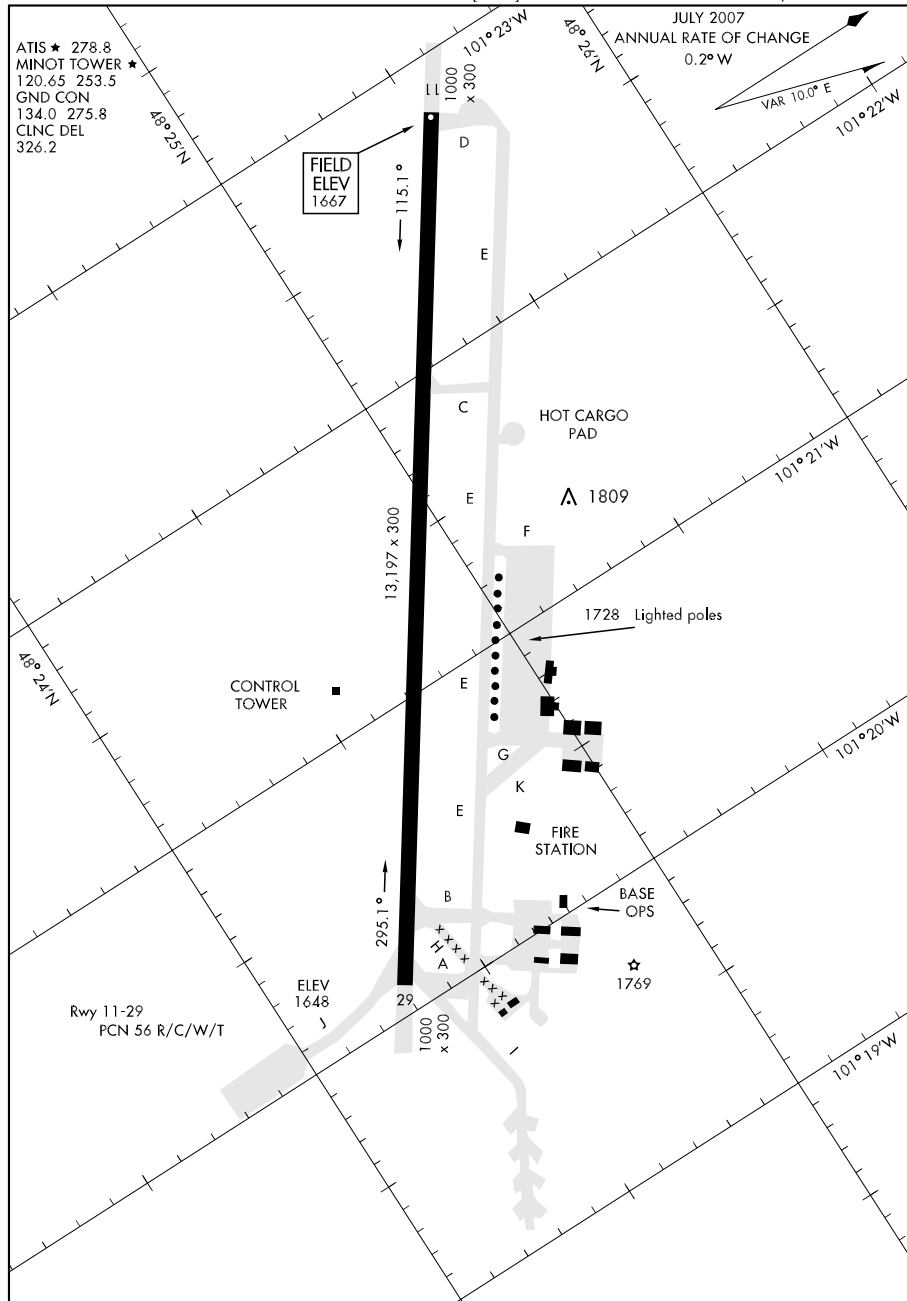 ATIS ★ 278.8
MINOT TOWER ★
120.65 253.5
GND CON
134.0 275.8
CLNC DEL
326.2
JULY 2007
ANNUAL RATE OF CHANGE
0.2° W
VAR 10.0° E
101° 23'W
48° 26'N
101° 22'W
48° 25'N
11
1000
x 300
FIELD
ELEV
1667
115.1°
D
E
C
HOT CARGO
PAD
101° 21'W
E
1809
F
13,197 x 300
1728 Lighted poles
48° 24'N
CONTROL
TOWER
E
101° 20'W
G
K
E
FIRE
STATION
295.1°
B
BASE
OPS
x x x x
H
A
x x x
1769
ELEV
1648
29
J
Rwy 11-29
PCN 56 R/C/W/T
1000
x 300
I
101° 19'W